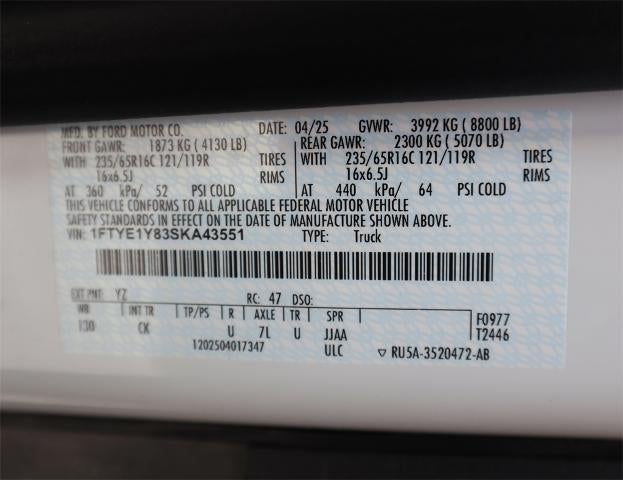 MFD. BY FORD MOTOR CO. DATE: 04/25 GVWR: 3992 KG ( 8800 LB)
FRONT GAWR: 1873 KG ( 4130 LB) REAR GAWR: 2300 KG ( 5070 LB)
WITH 235/65R16C 121/119R TIRES WITH 235/65R16C 121/119R TIRES
16x6.5J RIMS 16x6.5J RIMS
AT 360 kPa/ 52 PSI COLD AT 440 kPa/ 64 PSI COLD
THIS VEHICLE CONFORMS TO ALL APPLICABLE FEDERAL MOTOR VEHICLE
SAFETY STANDARDS IN EFFECT ON THE DATE OF MANUFACTURE SHOWN ABOVE.
VIN: 1FTYE1Y83SKA43551 TYPE: Truck
EXT PNT: YZ RC: 47 DSO:
WB INT TR TP/PS R AXLE TR SPR F0977
130 CK U 7L U JJAA T2446
1202504017347 ULC ▽ RU5A-3520472-AB